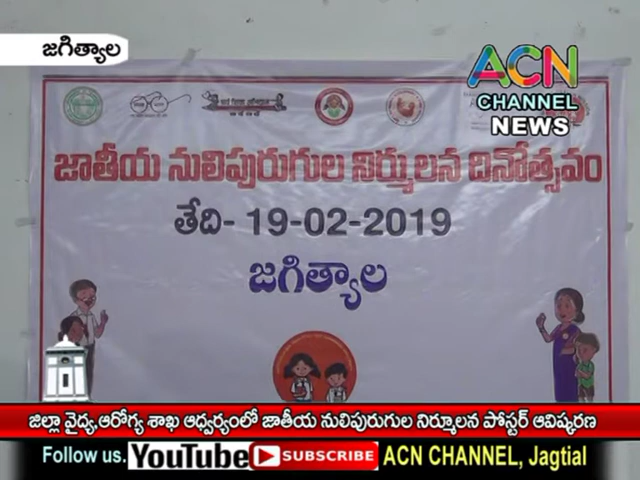 జగిత్యాల
ACN
CHANNEL
NEWS
జాతీయ నులిపురుగుల నిర్ములన దినోత్సవం
తేది- 19-02-2019
జగిత్యాల
జిల్లా వైద్య,ఆరోగ్య శాఖ ఆధ్వర్యంలో జాతీయ నులిపురుగుల నిర్మూలన పోస్టర్ ఆవిష్కరణ
Follow us. YouTube SUBSCRIBE ACN CHANNEL, Jagtial